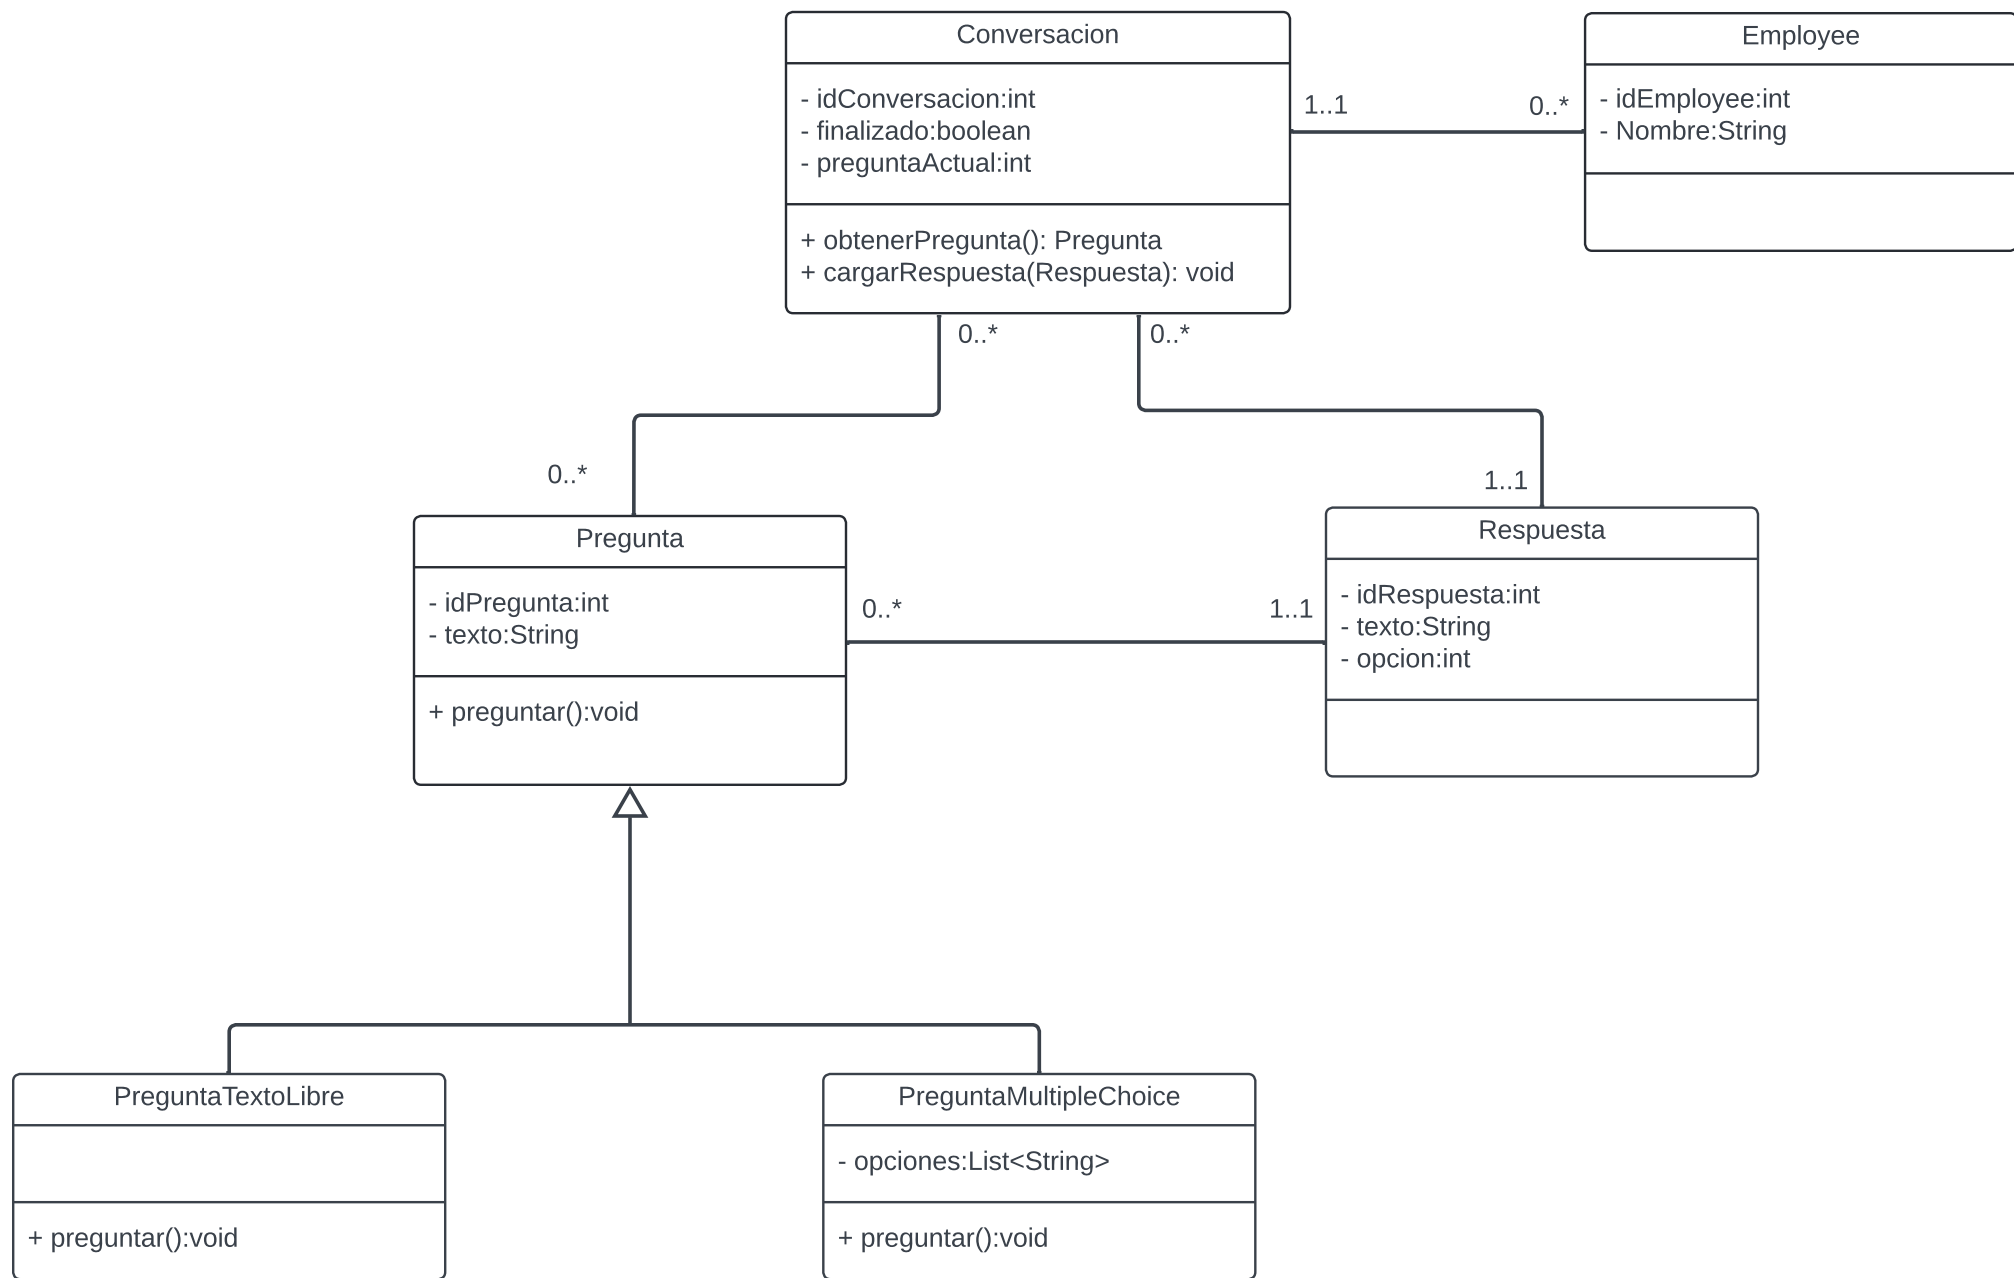 Conversacion
- idConversacion:int
- finalizado:boolean
- preguntaActual:int
+ obtenerPregunta(): Pregunta
+ cargarRespuesta(Respuesta): void
1..1
0..*
Employee
- idEmployee:int
- Nombre:String
0..*
0..*
0..*
1..1
Pregunta
- idPregunta:int
- texto:String
+ preguntar():void
0..*
1..1
Respuesta
- idRespuesta:int
- texto:String
- opcion:int
PreguntaTextoLibre
+ preguntar():void
PreguntaMultipleChoice
- opciones:List<String>
+ preguntar():void